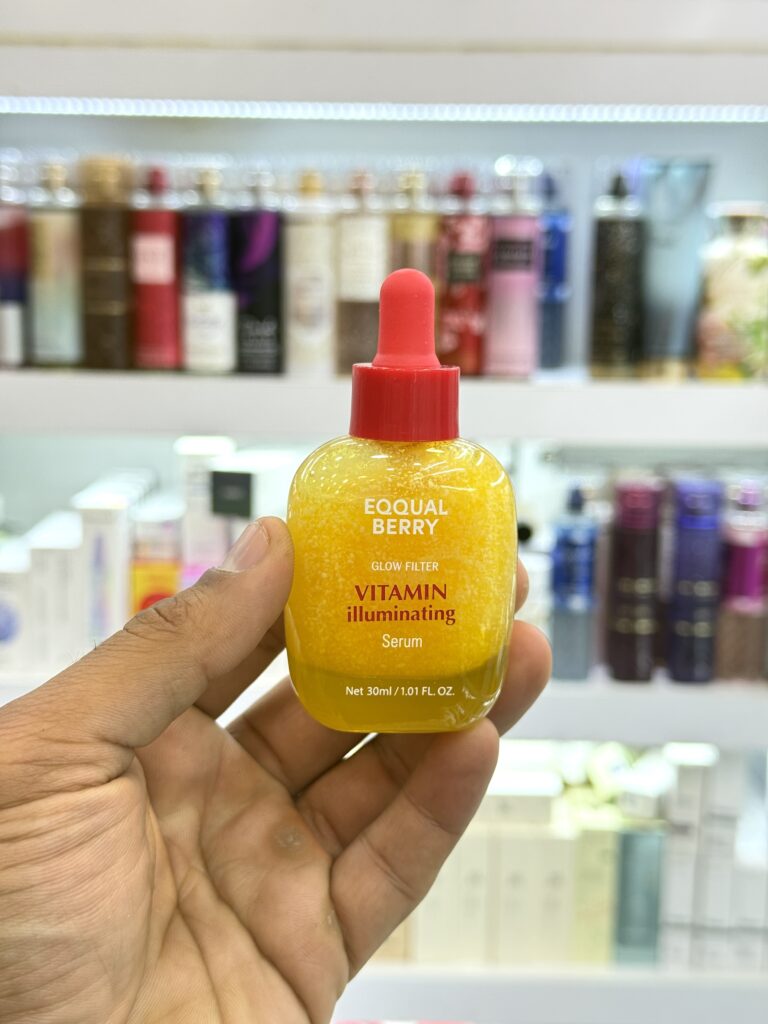 EQQUAL
BERRY
GLOW FILTER
VITAMIN
illuminating
Serum
Net 30ml / 1.01 FL. OZ.